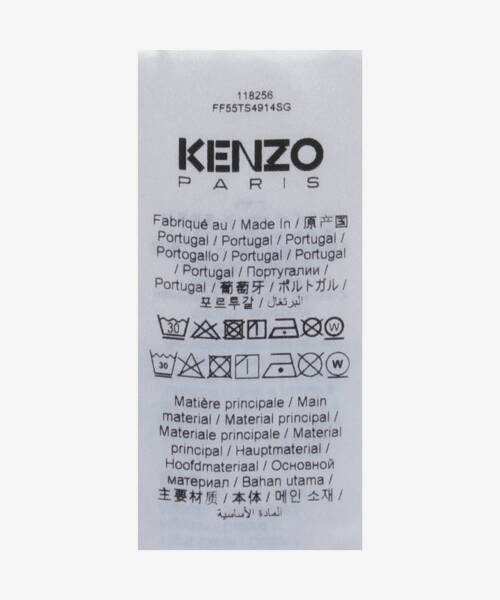 118256
FF55TS4914SG
KENZO
PARIS
Fabriqué au / Made In / 原产国
Portugal / Portugal / Portugal /
Portogallo / Portugal / Portugal
/ Portugal / Португалии /
Portugal / 葡萄牙 / ポルトガル /
포르투갈 / البرتغال /
30 W
30 W
Matière principale / Main
material / Material principal /
Materiale principale / Material
principal / Hauptmaterial /
Hoofdmateriaal / Основной
материал / Bahan utama /
主要材质 / 本体 / 메인 소재 /
المادة الأساسية /